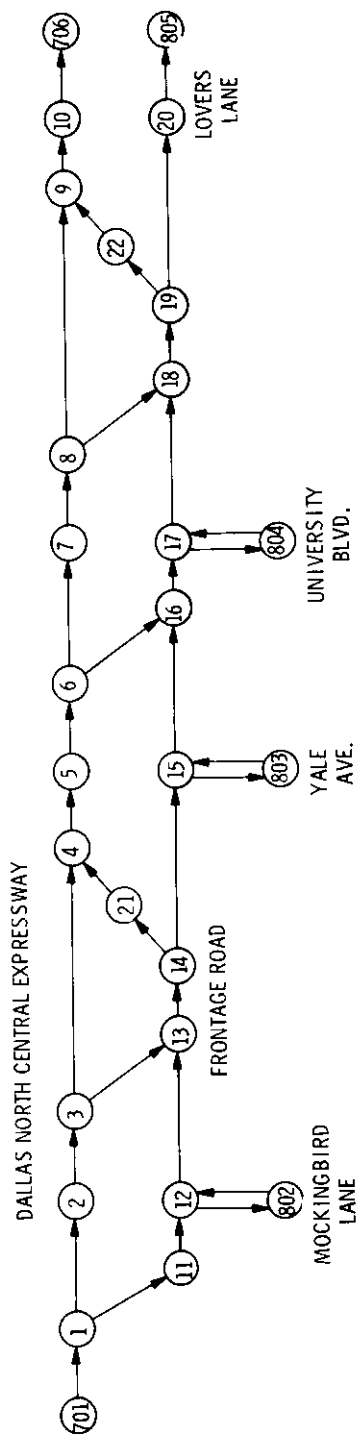 DALLAS NORTH CENTRAL EXPRESSWAY
701
1
2
3
4
5
6
7
8
9
10
706
21
22
11
12
13
14
15
16
17
18
19
20
805
FRONTAGE ROAD
802
803
804
MOCKINGBIRD
LANE
YALE
AVE.
UNIVERSITY
BLVD.
LOVERS
LANE